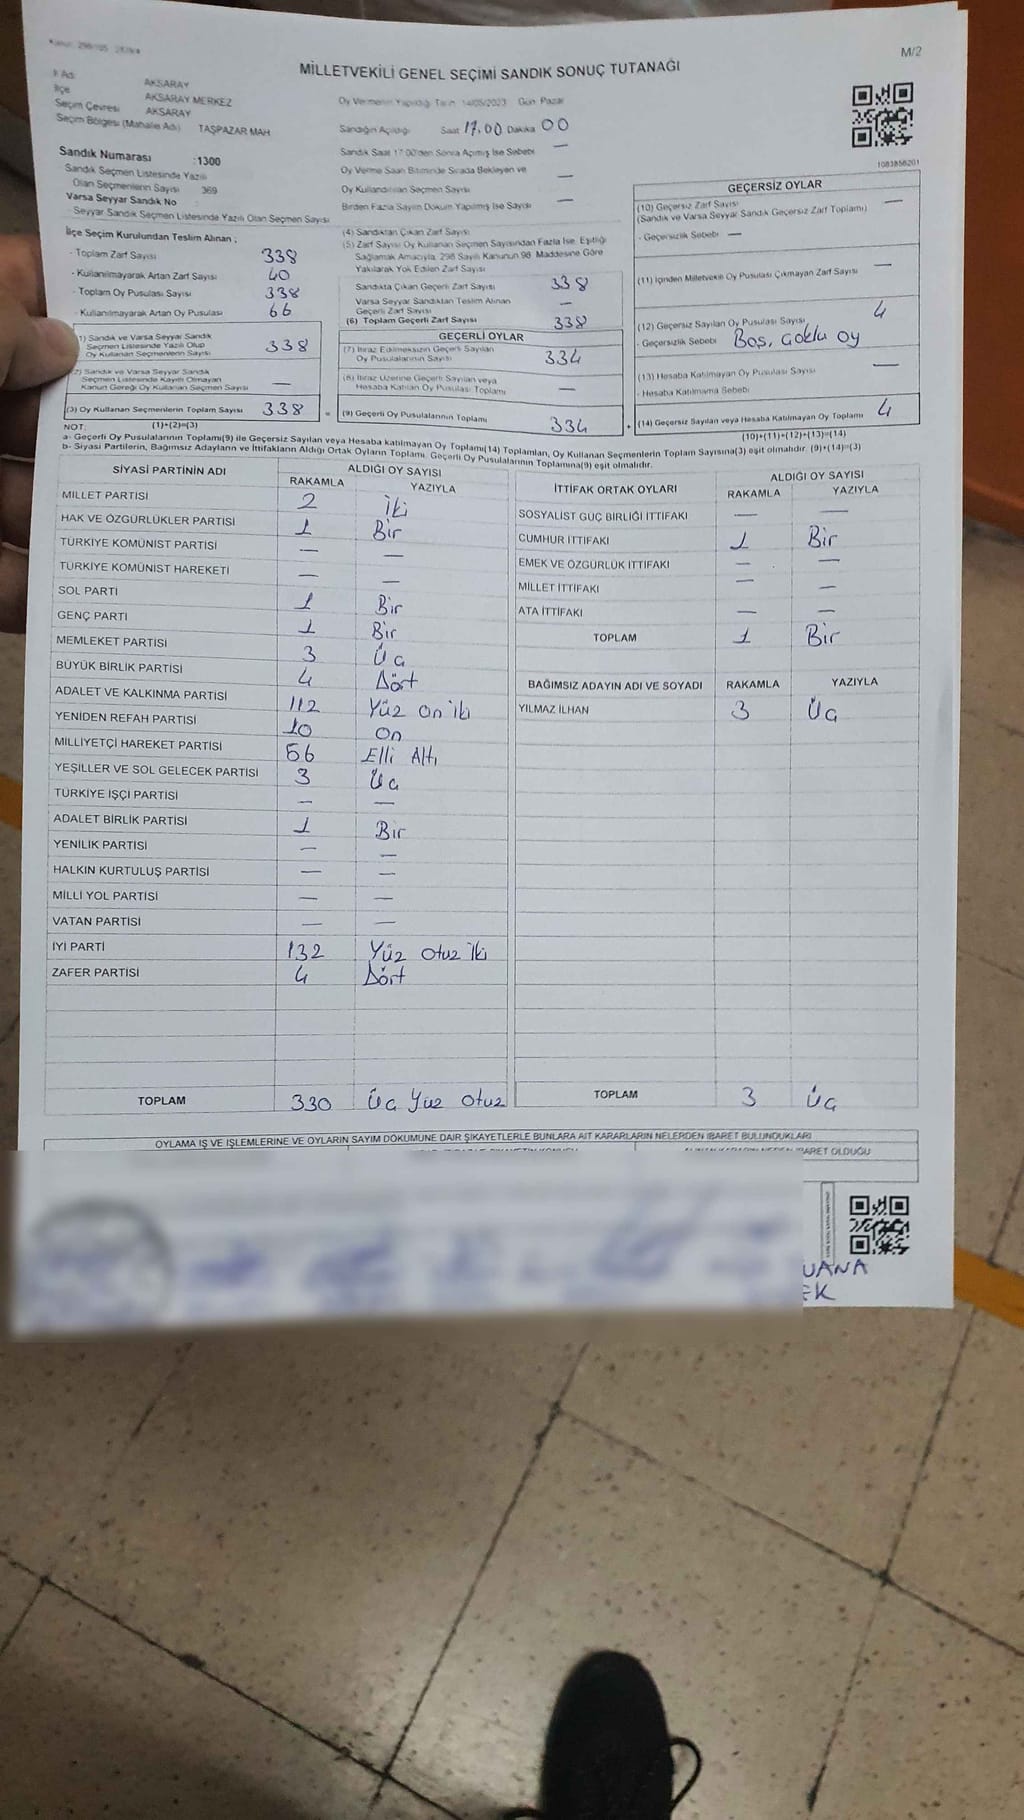 M/2
MİLLETVEKİLİ GENEL SEÇİMİ SANDIK SONUÇ TUTANAĞI
İl Adı AKSARAY
İlçe AKSARAY MERKEZ
Seçim Çevresi AKSARAY
Seçim Bölgesi (Mahalle Adı) TAŞPAZAR MAH
Sandık Numarası :1300
Sandık Seçmen Listesinde Yazılı
Olan Seçmenlerin Sayısı 369
Varsa Seyyar Sandık No
Seyyar Sandık Seçmen Listesinde Yazılı Olan Seçmen Sayısı
Oy Vermenin Yapıldığı Tarih 14/05/2023 Gün Pazar
Sandığın Açıldığı Saat 17.00 Dakika 00
Sandık Saat 17:00'den Sonra Açılmış İse Sebebi —
Oy Verme Saati Bitiminde Sırada Bekleyen ve
Oy Kullandırılan Seçmen Sayısı —
Birden Fazla Sayım Döküm Yapılmış İse Sayısı —
1083856201
İlçe Seçim Kurulundan Teslim Alınan ;
- Toplam Zarf Sayısı 338
- Kullanılmayarak Artan Zarf Sayısı 40
- Toplam Oy Pusulası Sayısı 338
- Kullanılmayarak Artan Oy Pusulası 66
1) Sandık ve Varsa Seyyar Sandık
Seçmen Listesinde Yazılı Olup
Oy Kullanan Seçmenlerin Sayısı 338
2) Sandık ve Varsa Seyyar Sandık
Seçmen Listesinde Kayıtlı Olmayan
Kanun Gereği Oy Kullanan Seçmen Sayısı —
(3) Oy Kullanan Seçmenlerin Toplam Sayısı 338 =
(1)+(2)=(3)
(4) Sandıktan Çıkan Zarf Sayısı
(5) Zarf Sayısı Oy Kullanan Seçmen Sayısından Fazla İse, Eşitliği
Sağlamak Amacıyla, 298 Sayılı Kanunun 98. Maddesine Göre
Yakılarak Yok Edilen Zarf Sayısı
Sandıkta Çıkan Geçerli Zarf Sayısı 338
Varsa Seyyar Sandıktan Teslim Alınan
Geçerli Zarf Sayısı —
(6) Toplam Geçerli Zarf Sayısı 338
GEÇERLİ OYLAR
(7) İtiraz Edilmeksizin Geçerli Sayılan
Oy Pusulalarının Sayısı 334
(8) İtiraz Üzerine Geçerli Sayılan veya
Hesaba Katılan Oy Pusulası Toplamı —
(9) Geçerli Oy Pusulalarının Toplamı 334 +
GEÇERSİZ OYLAR
(10) Geçersiz Zarf Sayısı —
(Sandık ve Varsa Seyyar Sandık Geçersiz Zarf Toplamı)
- Geçersizlik Sebebi —
(11) İçinden Milletvekili Oy Pusulası Çıkmayan Zarf Sayısı —
(12) Geçersiz Sayılan Oy Pusulası Sayısı 4
- Geçersizlik Sebebi Boş, Çoklu oy
(13) Hesaba Katılmayan Oy Pusulası Sayısı —
- Hesaba Katılmama Sebebi
(14) Geçersiz Sayılan veya Hesaba Katılmayan Oy Toplamı 4
(10)+(11)+(12)+(13)=(14)
NOT:
a- Geçerli Oy Pusulalarının Toplamı(9) ile Geçersiz Sayılan veya Hesaba katılmayan Oy Toplamı(14) Toplamları, Oy Kullanan Seçmenlerin Toplam Sayısına(3) eşit olmalıdır. (9)+(14)=(3)
b- Siyasi Partilerin, Bağımsız Adayların ve İttifakların Aldığı Ortak Oyların Toplamı, Geçerli Oy Pusulalarının Toplamına(9) eşit olmalıdır.
SİYASİ PARTİNİN ADI ALDIĞI OY SAYISI
RAKAMLA YAZIYLA
MİLLET PARTİSİ 2 İki
HAK VE ÖZGÜRLÜKLER PARTİSİ 1 Bir
TÜRKİYE KOMÜNİST PARTİSİ — —
TÜRKİYE KOMÜNİST HAREKETİ — —
SOL PARTİ 1 Bir
GENÇ PARTİ 1 Bir
MEMLEKET PARTİSİ 3 Üç
BÜYÜK BİRLİK PARTİSİ 4 Dört
ADALET VE KALKINMA PARTİSİ 112 Yüz on iki
YENİDEN REFAH PARTİSİ 10 On
MİLLİYETÇİ HAREKET PARTİSİ 56 Elli Altı
YEŞİLLER VE SOL GELECEK PARTİSİ 3 Üç
TÜRKİYE İŞÇİ PARTİSİ — —
ADALET BİRLİK PARTİSİ 1 Bir
YENİLİK PARTİSİ — —
HALKIN KURTULUŞ PARTİSİ — —
MİLLİ YOL PARTİSİ — —
VATAN PARTİSİ — —
İYİ PARTİ 132 Yüz otuz iki
ZAFER PARTİSİ 4 Dört
TOPLAM 330 Üç Yüz otuz
İTTİFAK ORTAK OYLARI ALDIĞI OY SAYISI
RAKAMLA YAZIYLA
SOSYALİST GÜÇ BİRLİĞİ İTTİFAKI — —
CUMHUR İTTİFAKI 1 Bir
EMEK VE ÖZGÜRLÜK İTTİFAKI — —
MİLLET İTTİFAKI — —
ATA İTTİFAKI — —
TOPLAM 1 Bir
BAĞIMSIZ ADAYIN ADI VE SOYADI RAKAMLA YAZIYLA
YILMAZ İLHAN 3 Üç
TOPLAM 3 Üç
OYLAMA İŞ VE İŞLEMLERİNE VE OYLARIN SAYIM DÖKÜMÜNE DAİR ŞİKAYETLERLE BUNLARA AİT KARARLARIN NELERDEN İBARET BULUNDUKLARI
İBARET OLDUĞU
UANA
EK